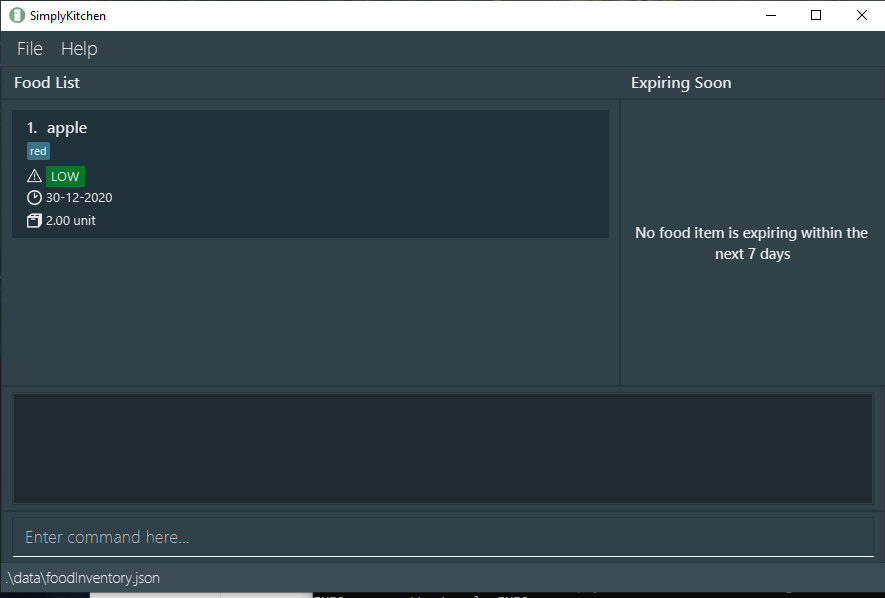 SimplyKitchen
File Help
Food List
Expiring Soon
1. apple
red
LOW
30-12-2020
2.00 unit
No food item is expiring within the
next 7 days
Enter command here...
.\data\foodInventory.json